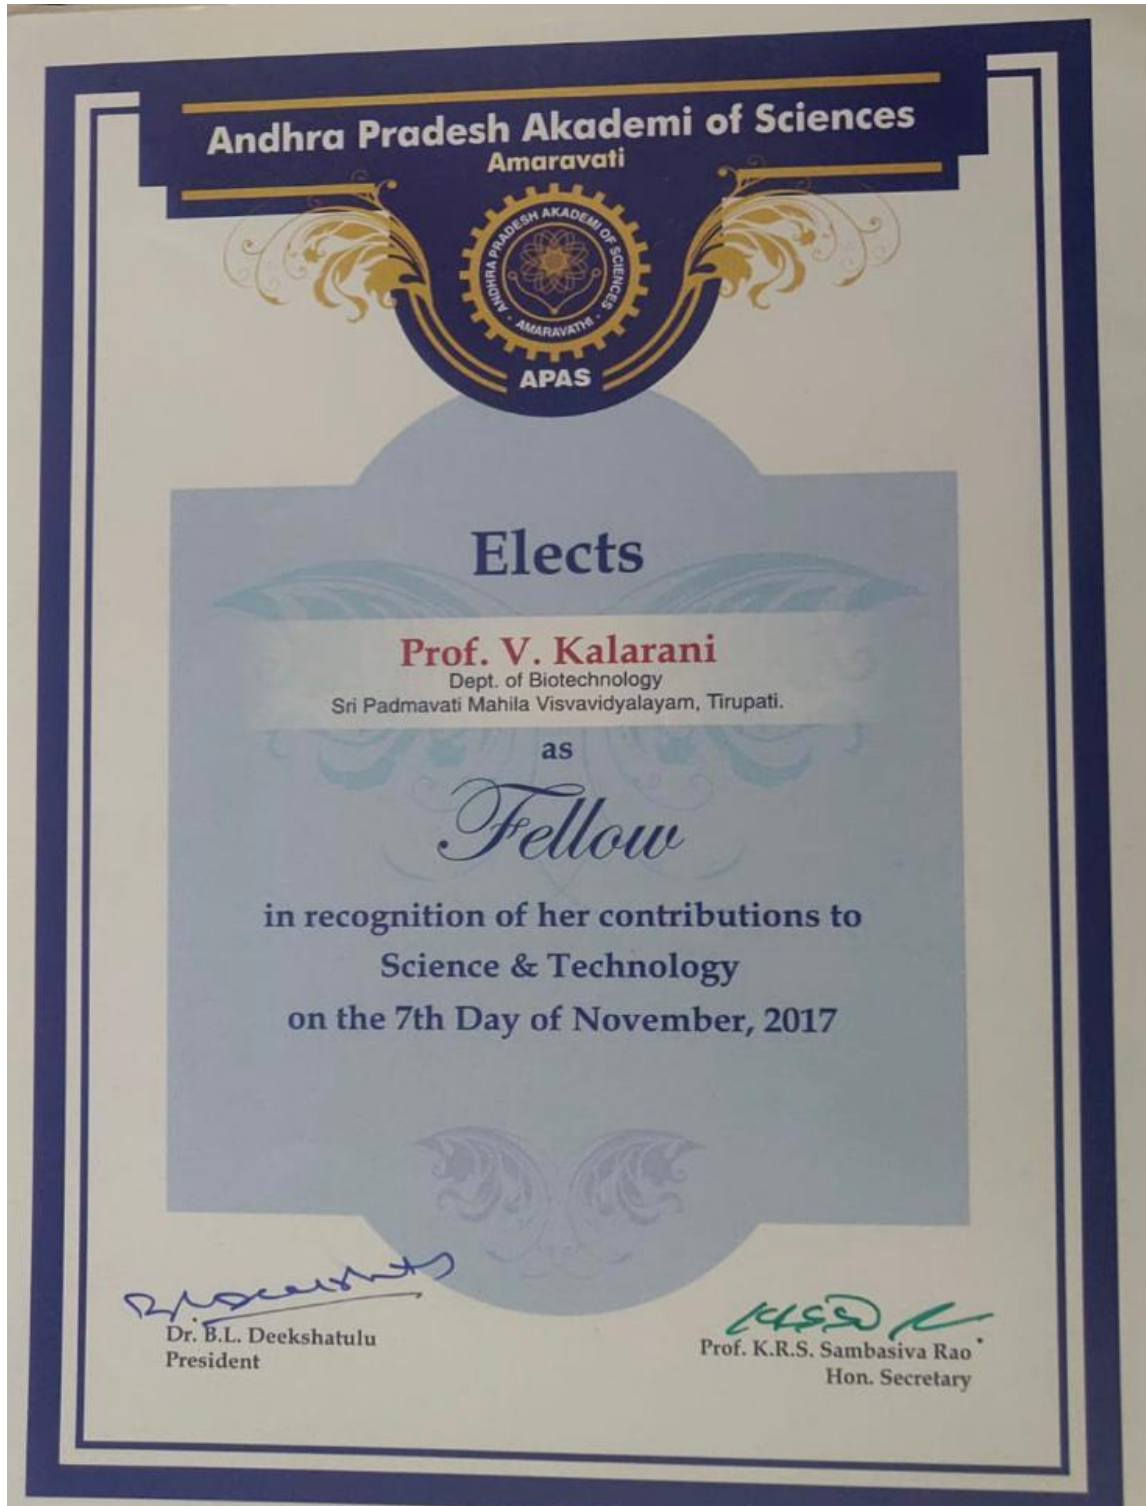 Andhra Pradesh Akademi of Sciences
Amaravati
ANDHRA PRADESH AKADEMI OF SCIENCES
· AMARAVATHI ·
APAS
Elects
Prof. V. Kalarani
Dept. of Biotechnology
Sri Padmavati Mahila Visvavidyalayam, Tirupati.
as
Fellow
in recognition of her contributions to
Science & Technology
on the 7th Day of November, 2017
Dr. B.L. Deekshatulu
President
Prof. K.R.S. Sambasiva Rao
Hon. Secretary